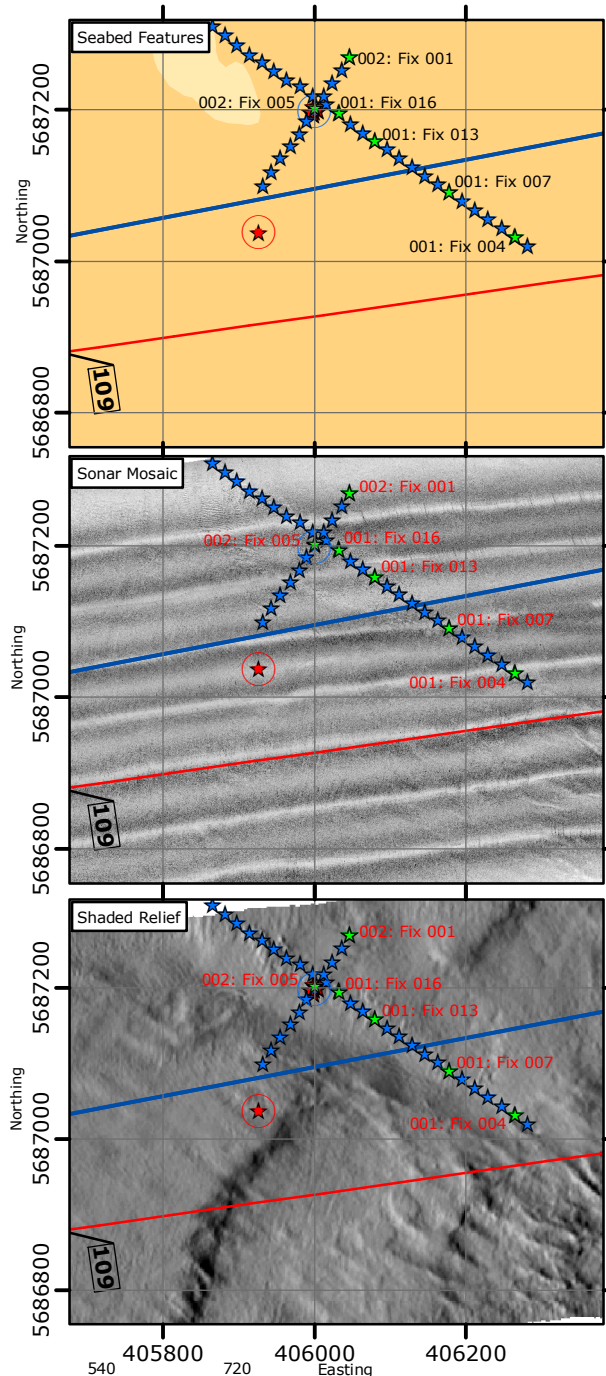 Seabed Features
002: Fix 001
002: Fix 005
001: Fix 016
001: Fix 013
001: Fix 007
001: Fix 004
109
5687200
5687000
5686800
Northing
Sonar Mosaic
002: Fix 001
002: Fix 005
001: Fix 016
001: Fix 013
001: Fix 007
001: Fix 004
109
5687200
5687000
5686800
Northing
Shaded Relief
002: Fix 001
002: Fix 005
001: Fix 016
001: Fix 013
001: Fix 007
001: Fix 004
109
5687200
5687000
5686800
Northing
405800 406000 406200
540 720 Easting